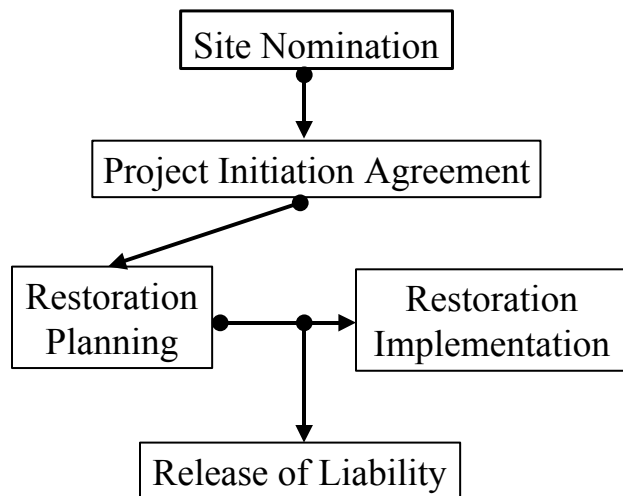 Site Nomination
Project Initiation Agreement
Restoration
Planning
Restoration
Implementation
Release of Liability